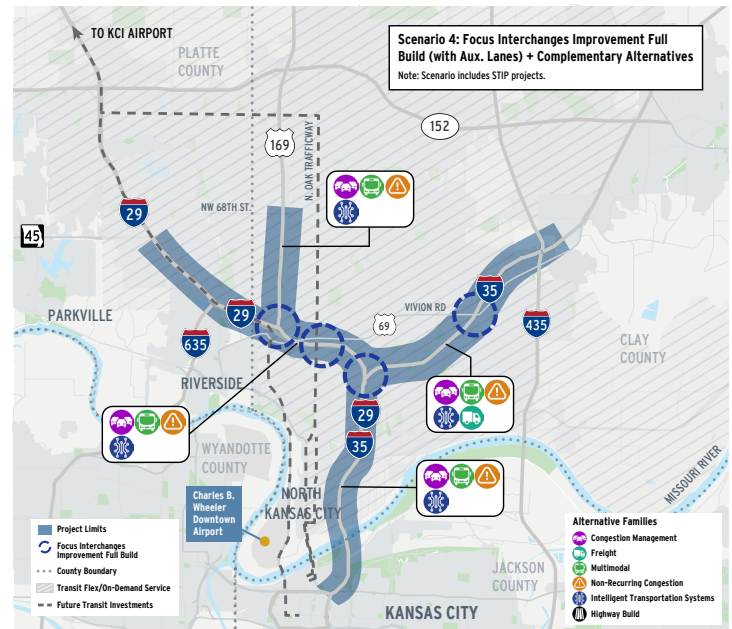 TO KCI AIRPORT
PLATTE
COUNTY
Scenario 4: Focus Interchanges Improvement Full
Build (with Aux. Lanes) + Complementary Alternatives
Note: Scenario includes STIP projects.
152
169
N. OAK TRAFFICWAY
NW 68TH ST.
29
45
35
VIVION RD
29
69
PARKVILLE
635
435
CLAY
COUNTY
RIVERSIDE
29
35
WYANDOTTE
COUNTY
MISSOURI RIVER
NORTH
KANSAS CITY
Charles B.
Wheeler
Downtown
Airport
JACKSON
COUNTY
KANSAS CITY
Project Limits
Focus Interchanges
Improvement Full Build
County Boundary
Transit Flex/On-Demand Service
Future Transit Investments
Alternative Families
Congestion Management
Freight
Multimodal
Non-Recurring Congestion
Intelligent Transportation Systems
Highway Build